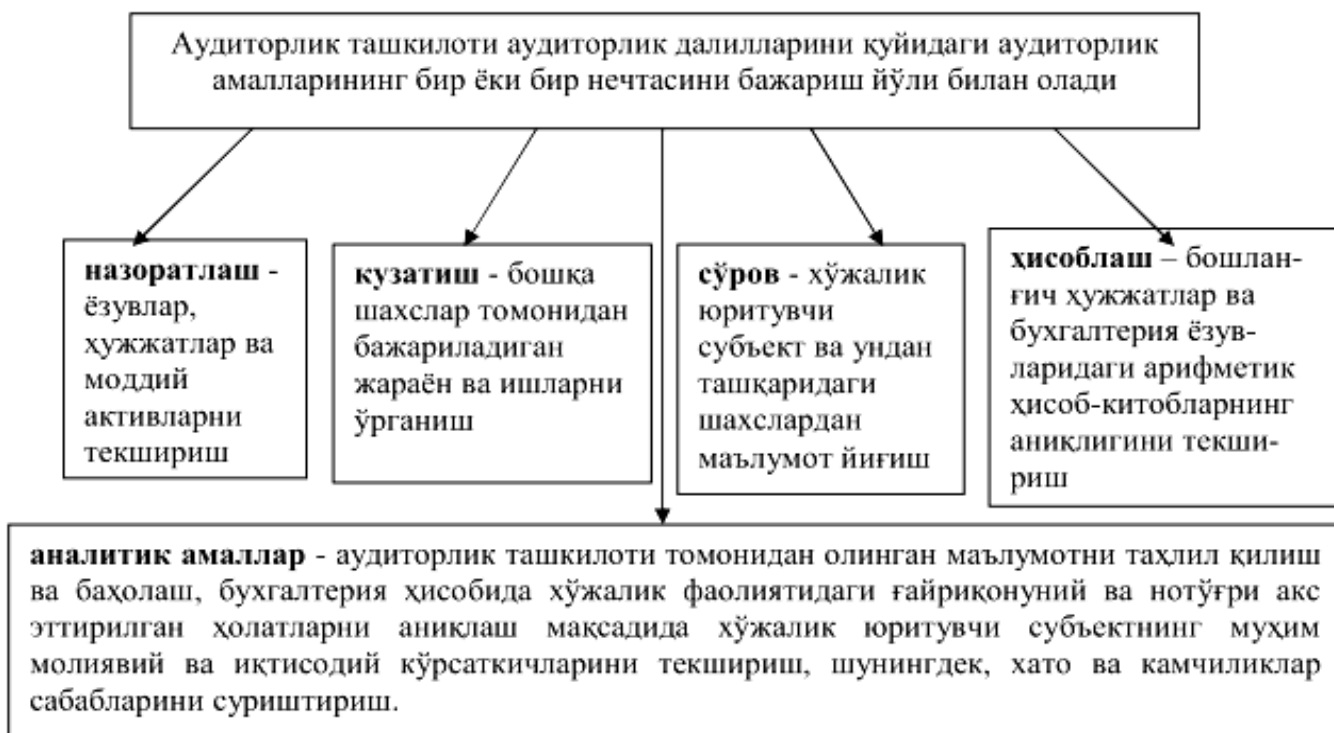 Аудиторлик ташкилоти аудиторлик далилларини қуйидаги аудиторлик
амалларининг бир ёки бир нечтасини бажариш йўли билан олади
назоратлаш -
ёзувлар,
ҳужжатлар ва
моддий
активларни
текшириш
кузатиш - бошқа
шахслар томонидан
бажариладиган
жараён ва ишларни
ўрганиш
сўров - хўжалик
юритувчи
субъект ва ундан
ташқаридаги
шахслардан
маълумот йиғиш
ҳисоблаш – бошлан-
ғич ҳужжатлар ва
бухгалтерия ёзув-
ларидаги арифметик
ҳисоб-китобларнинг
аниқлигини текши-
риш
аналитик амаллар - аудиторлик ташкилоти томонидан олинган маълумотни таҳлил қилиш
ва баҳолаш, бухгалтерия ҳисобида хўжалик фаолиятидаги ғайриқонуний ва нотўғри акс
эттирилган ҳолатларни аниқлаш мақсадида хўжалик юритувчи субъектнинг муҳим
молиявий ва иқтисодий кўрсаткичларини текшириш, шунингдек, хато ва камчиликлар
сабабларини суриштириш.